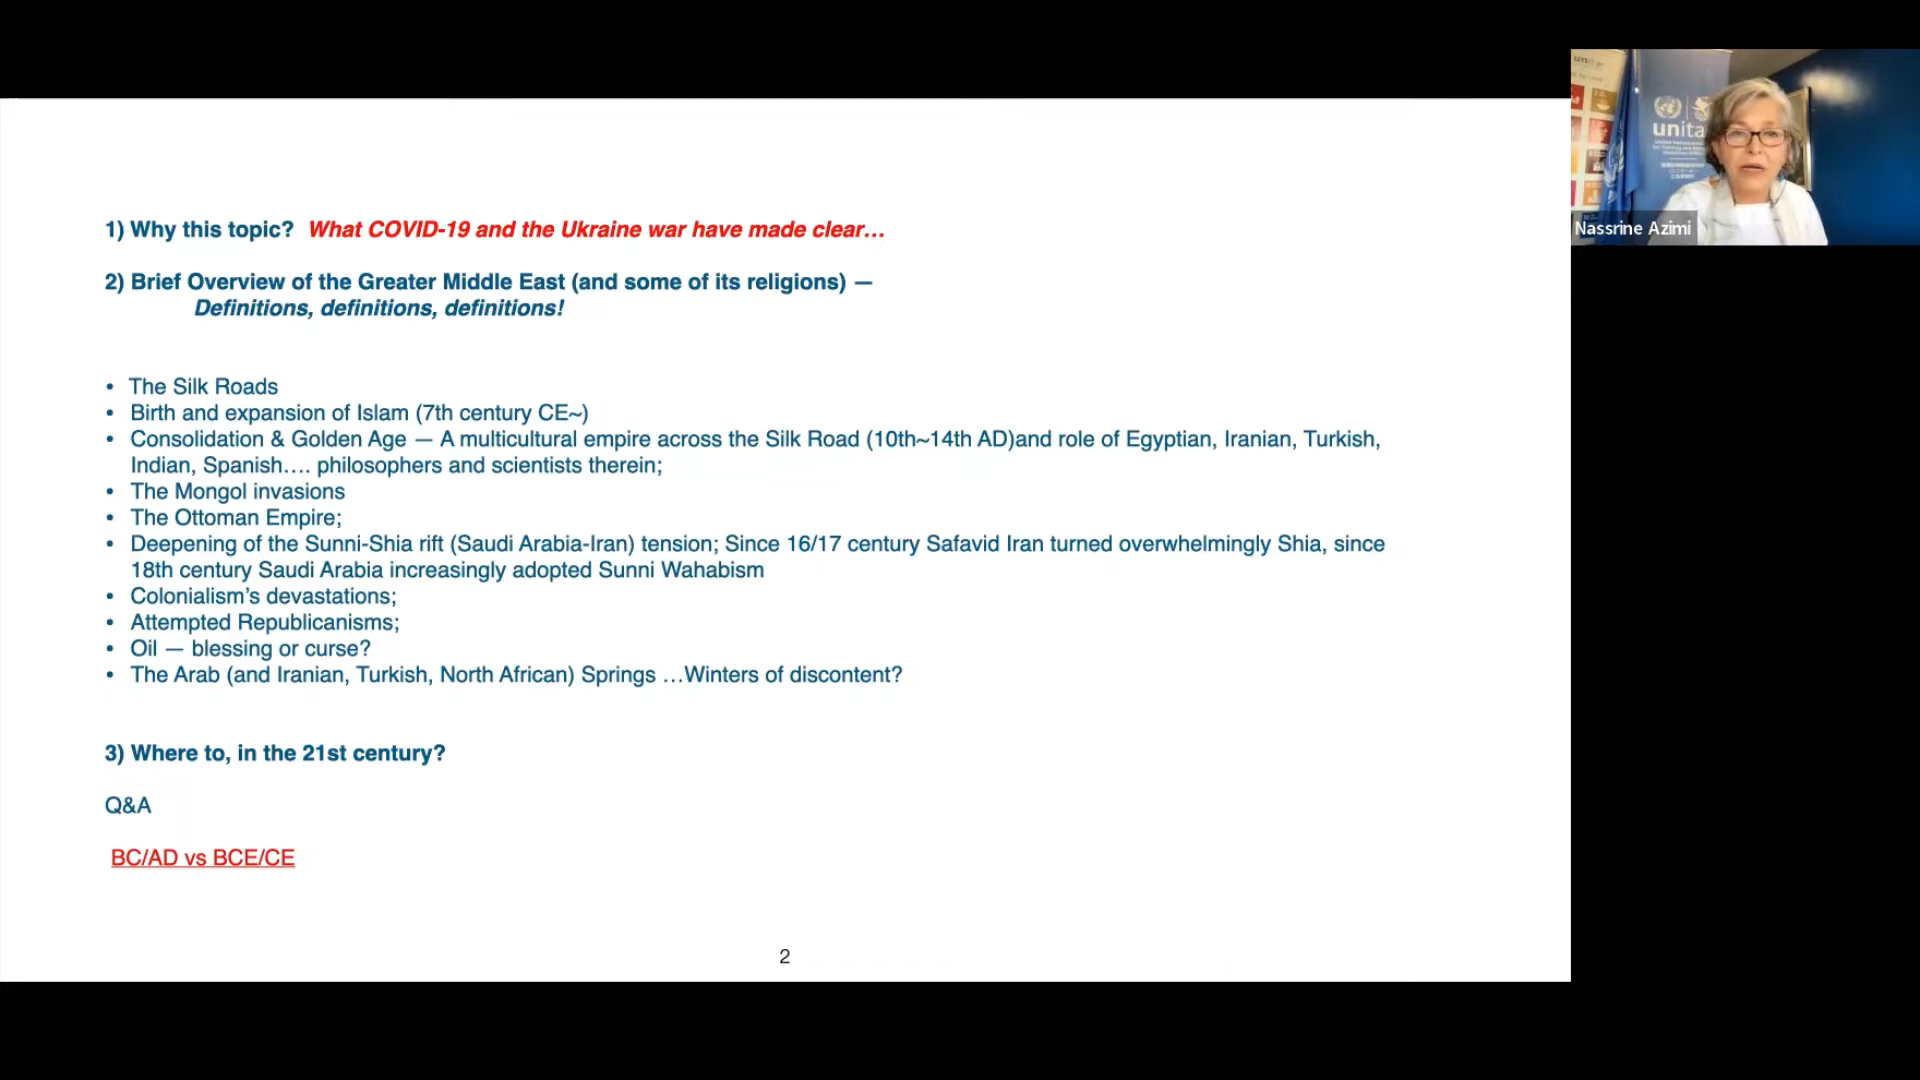 1) Why this topic? What COVID-19 and the Ukraine war have made clear…
2) Brief Overview of the Greater Middle East (and some of its religions) —
Definitions, definitions, definitions!
• The Silk Roads
• Birth and expansion of Islam (7th century CE~)
• Consolidation & Golden Age — A multicultural empire across the Silk Road (10th~14th AD)and role of Egyptian, Iranian, Turkish,
Indian, Spanish…. philosophers and scientists therein;
• The Mongol invasions
• The Ottoman Empire;
• Deepening of the Sunni-Shia rift (Saudi Arabia-Iran) tension; Since 16/17 century Safavid Iran turned overwhelmingly Shia, since
18th century Saudi Arabia increasingly adopted Sunni Wahabism
• Colonialism’s devastations;
• Attempted Republicanisms;
• Oil — blessing or curse?
• The Arab (and Iranian, Turkish, North African) Springs …Winters of discontent?
3) Where to, in the 21st century?
Q&A
BC/AD vs BCE/CE
2
unita
Nassrine Azimi